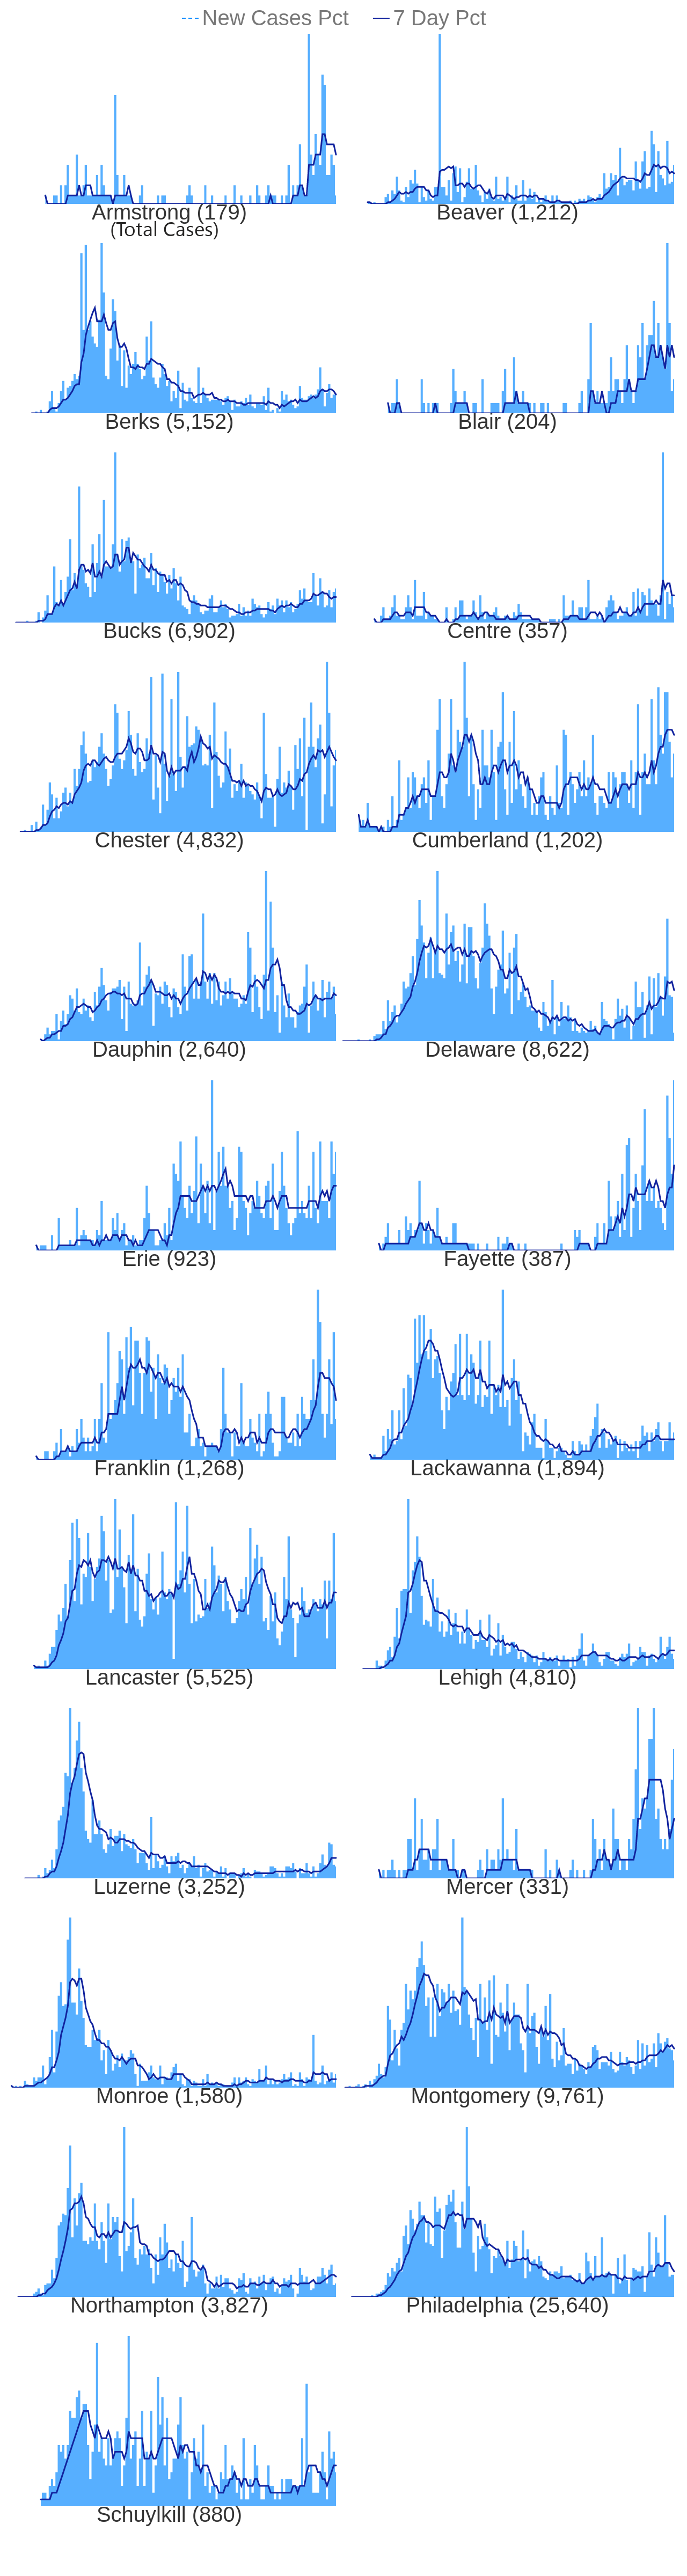 New Cases Pct 7 Day Pct
Armstrong (179) Beaver (1,212)
(Total Cases)
Berks (5,152) Blair (204)
Bucks (6,902) Centre (357)
Chester (4,832) Cumberland (1,202)
Dauphin (2,640) Delaware (8,622)
Erie (923) Fayette (387)
Franklin (1,268) Lackawanna (1,894)
Lancaster (5,525) Lehigh (4,810)
Luzerne (3,252) Mercer (331)
Monroe (1,580) Montgomery (9,761)
Northampton (3,827) Philadelphia (25,640)
Schuylkill (880)